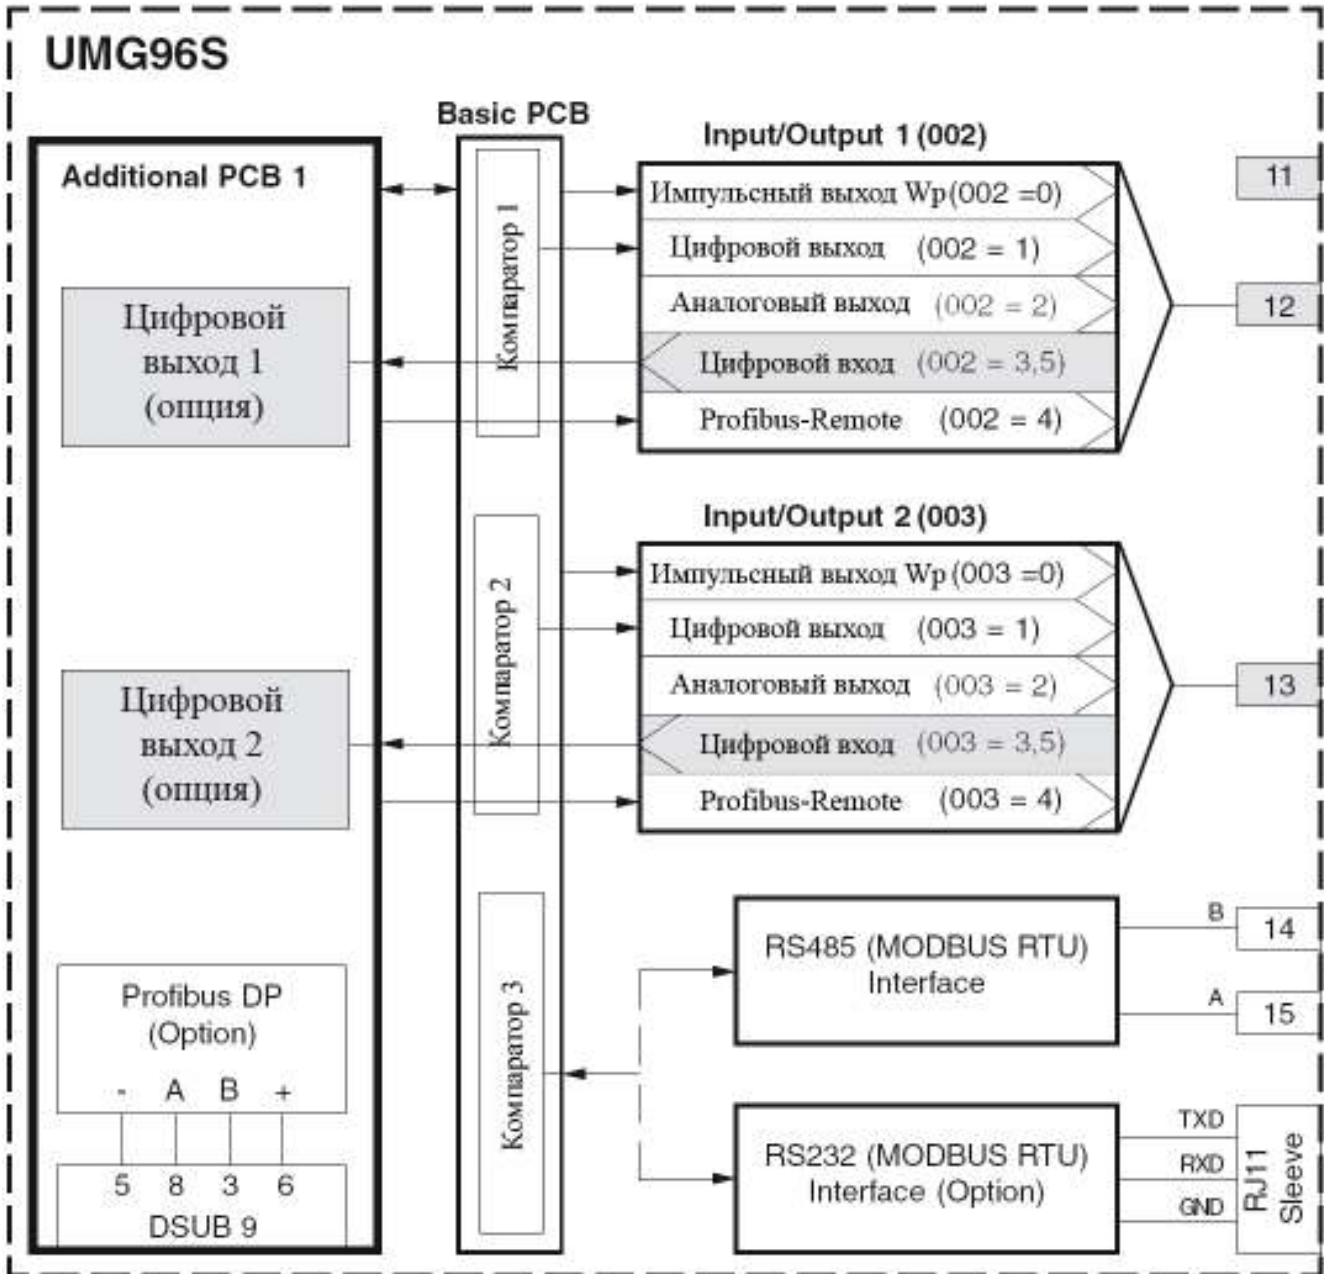 UMG96S
Basic PCB
Additional PCB 1
Цифровой
выход 1
(опция)
Цифровой
выход 2
(опция)
Profibus DP
(Option)
- A B +
5 8 3 6
DSUB 9
Компаратор 1
Компаратор 2
Компаратор 3
Input/Output 1 (002)
Импульсный выход Wp (002 =0)
Цифровой выход (002 = 1)
Аналоговый выход (002 = 2)
Цифровой вход (002 = 3,5)
Profibus-Remote (002 = 4)
11
12
Input/Output 2 (003)
Импульсный выход Wp (003 =0)
Цифровой выход (003 = 1)
Аналоговый выход (003 = 2)
Цифровой вход (003 = 3,5)
Profibus-Remote (003 = 4)
13
RS485 (MODBUS RTU)
Interface
B
14
A
15
RS232 (MODBUS RTU)
Interface (Option)
TXD
RXD
GND
RJ11
Sleeve